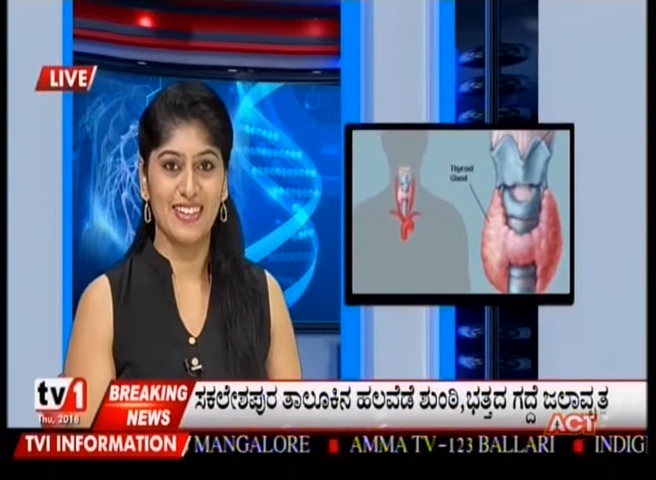 LIVE
Thyroid
Gland
tv1
Thu, 2018
BREAKING
NEWS
ಸಕಲೇಶಪುರ ತಾಲೂಕಿನ ಹಲವೆಡೆ ಶುಂಠಿ,ಭತ್ತದ ಗದ್ದೆ ಜಲಾವೃತ
ACT
TV1 INFORMATION
MANGALORE ■ AMMA TV-123 BALLARI ■ INDIG